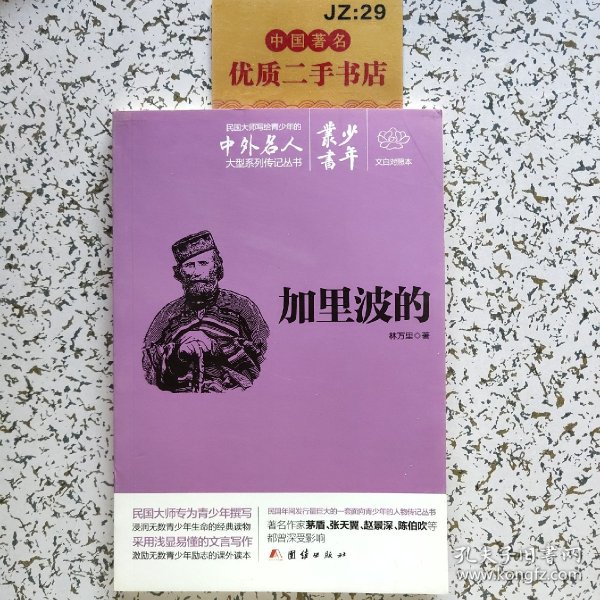 JZ:29
中国著名
优质二手书店
民国大师写给青少年的
中外名人
大型系列传记丛书
少年
叢書
文白对照本
加里波的
林万里◎著
民国大师专为青少年撰写
浸润无数青少年生命的经典读物
采用浅显易懂的文言写作
激励无数青少年励志的课外读本
民国年间发行量巨大的一套面向青少年的人物传记丛书
著名作家茅盾、张天翼、赵景深、陈伯吹等
都曾深受影响
团结出版社
孔夫子旧书网
kongfz.com